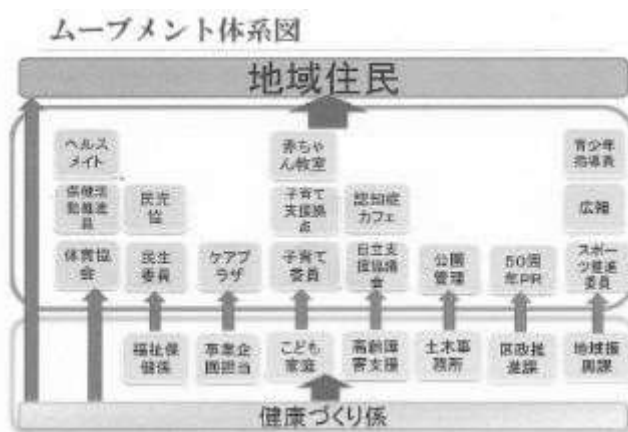 ムーブメント体系図
地域住民
ヘルス
メイト
赤ちゃ
ん教室
青少年
指導員
保健活
動推進
員
民児
協
子育て
支援拠
点
認知症
カフェ
広報
体育協
会
民生
委員
ケアプ
ラザ
子育て
委員
自立支
援協議
会
公園
管理
50周
年PR
スポー
ツ推進
委員
福祉保
健係
事業企
画担当
こども
家庭
高齢障
害支援
土木事
務所
区政推
進課
地域振
興課
健康づくり係